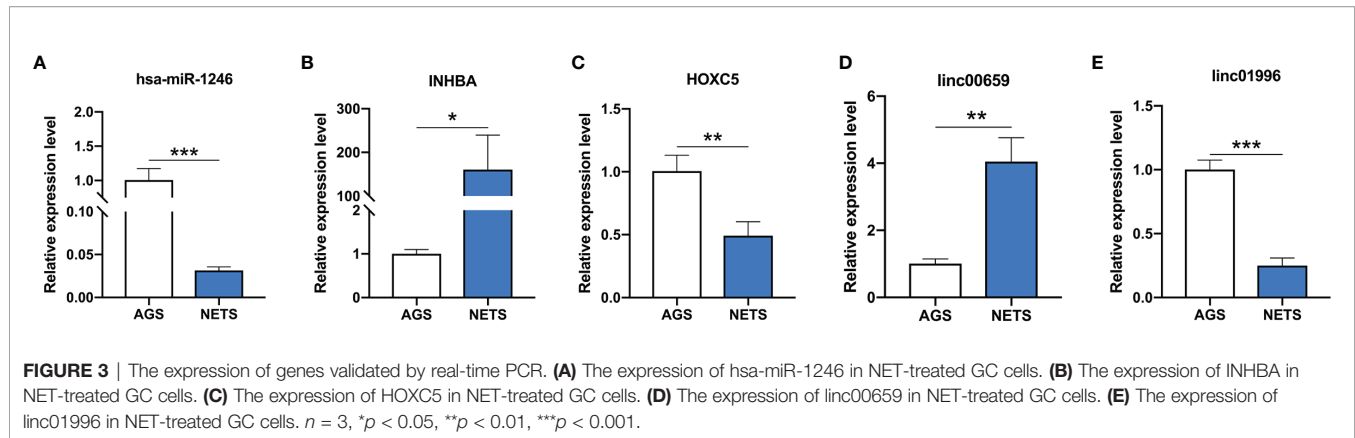 A
hsa-miR-1246
Relative expression level
2.0
1.5
1.0
0.10
0.05
0.00
***
AGS NETS
B
INHBA
Relative expression level
300
200
100
2
1
0
*
AGS NETS
C
HOXC5
Relative expression level
1.5
1.0
0.5
0.0
**
AGS NETS
D
linc00659
Relative expression level
6
4
2
0
**
AGS NETS
E
linc01996
Relative expression level
1.5
1.0
0.5
0.0
***
AGS NETS
FIGURE 3 | The expression of genes validated by real-time PCR. (A) The expression of hsa-miR-1246 in NET-treated GC cells. (B) The expression of INHBA in
NET-treated GC cells. (C) The expression of HOXC5 in NET-treated GC cells. (D) The expression of linc00659 in NET-treated GC cells. (E) The expression of
linc01996 in NET-treated GC cells. n = 3, *p < 0.05, **p < 0.01, ***p < 0.001.